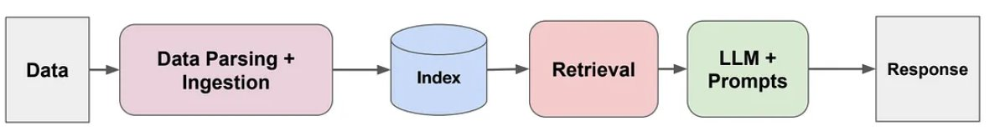 Data
Data Parsing +
Ingestion
Index
Retrieval
LLM +
Prompts
Response